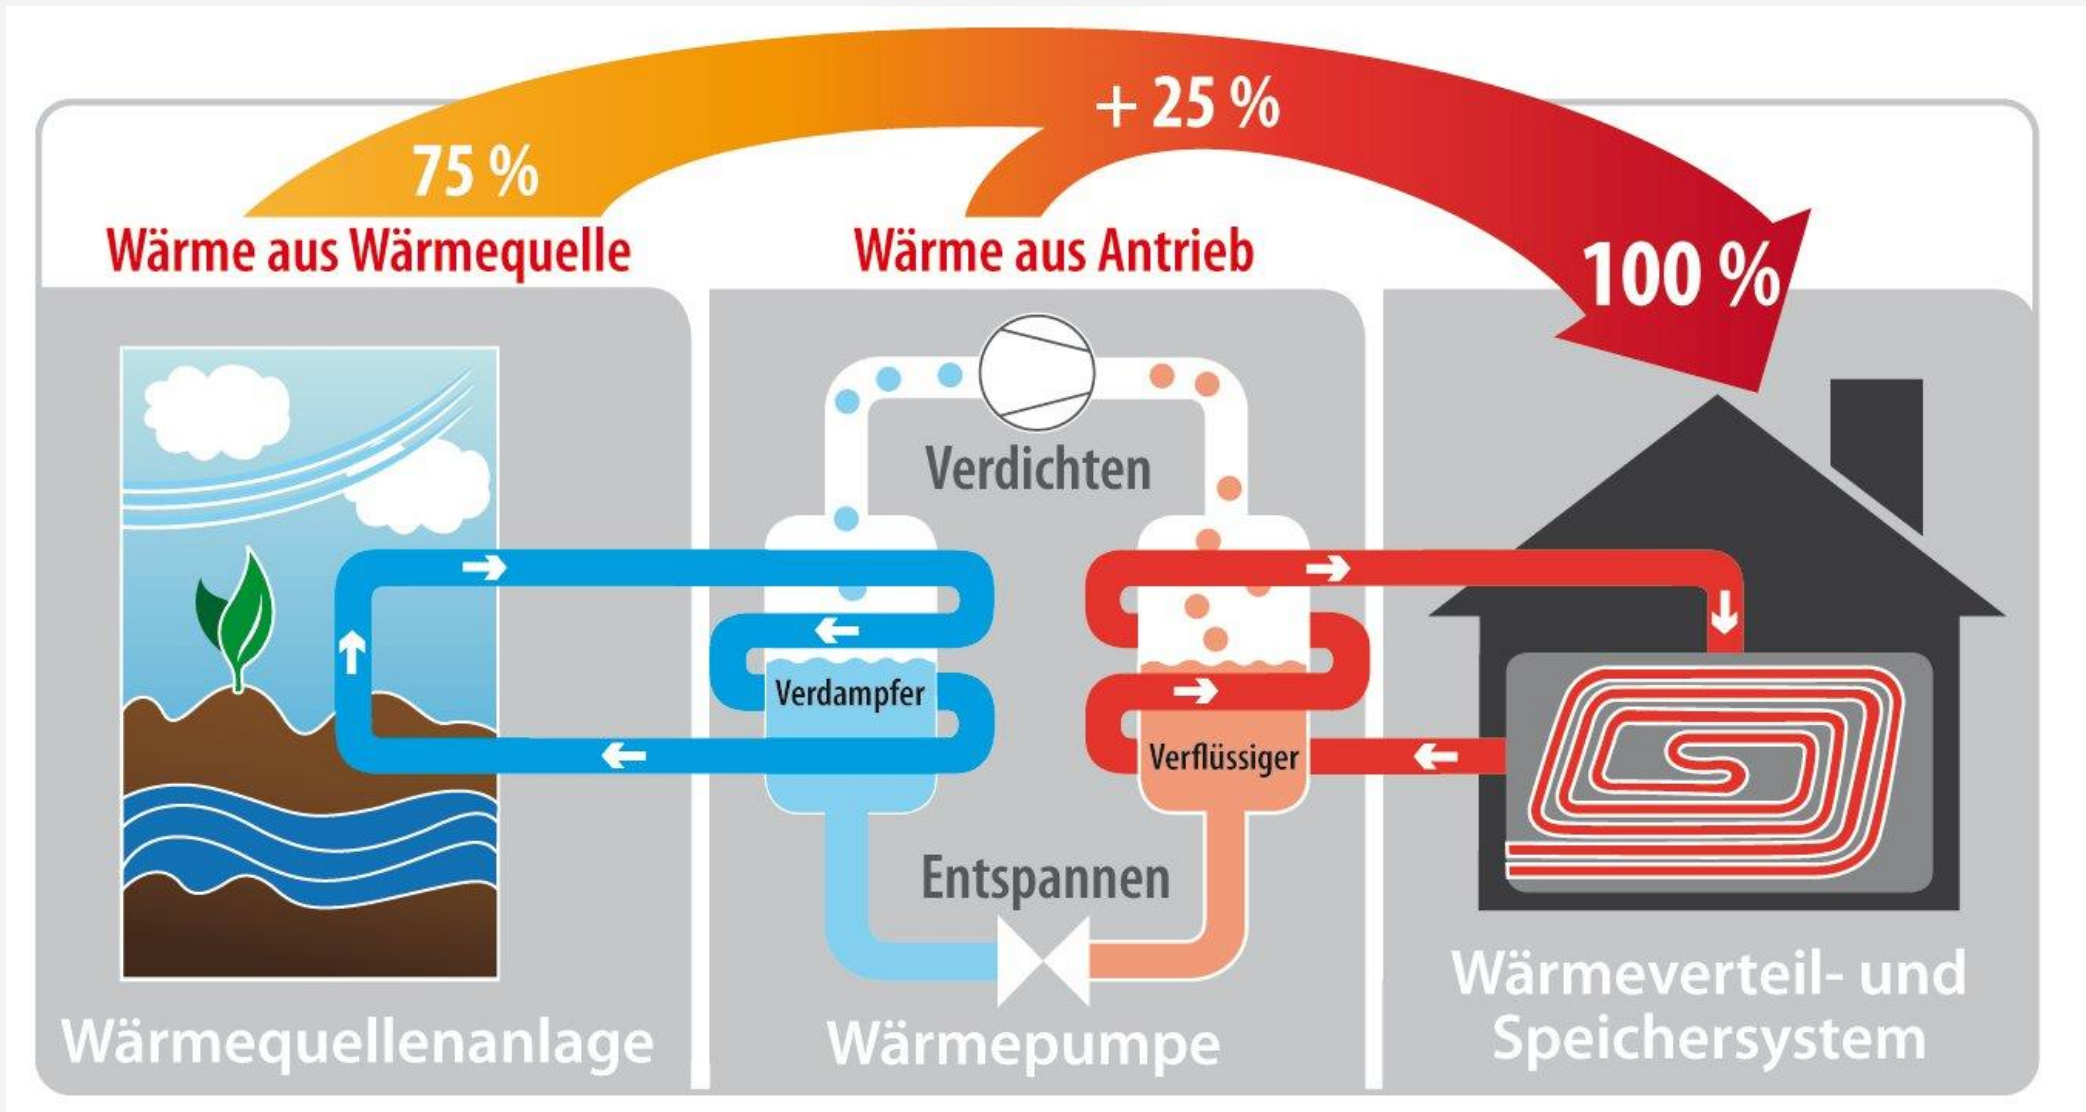 75 %
+ 25 %
100 %
Wärme aus Wärmequelle
Wärme aus Antrieb
Verdichten
Verdampfer
Verflüssiger
Entspannen
Wärmequellenanlage
Wärmepumpe
Wärmeverteil- und
Speichersystem